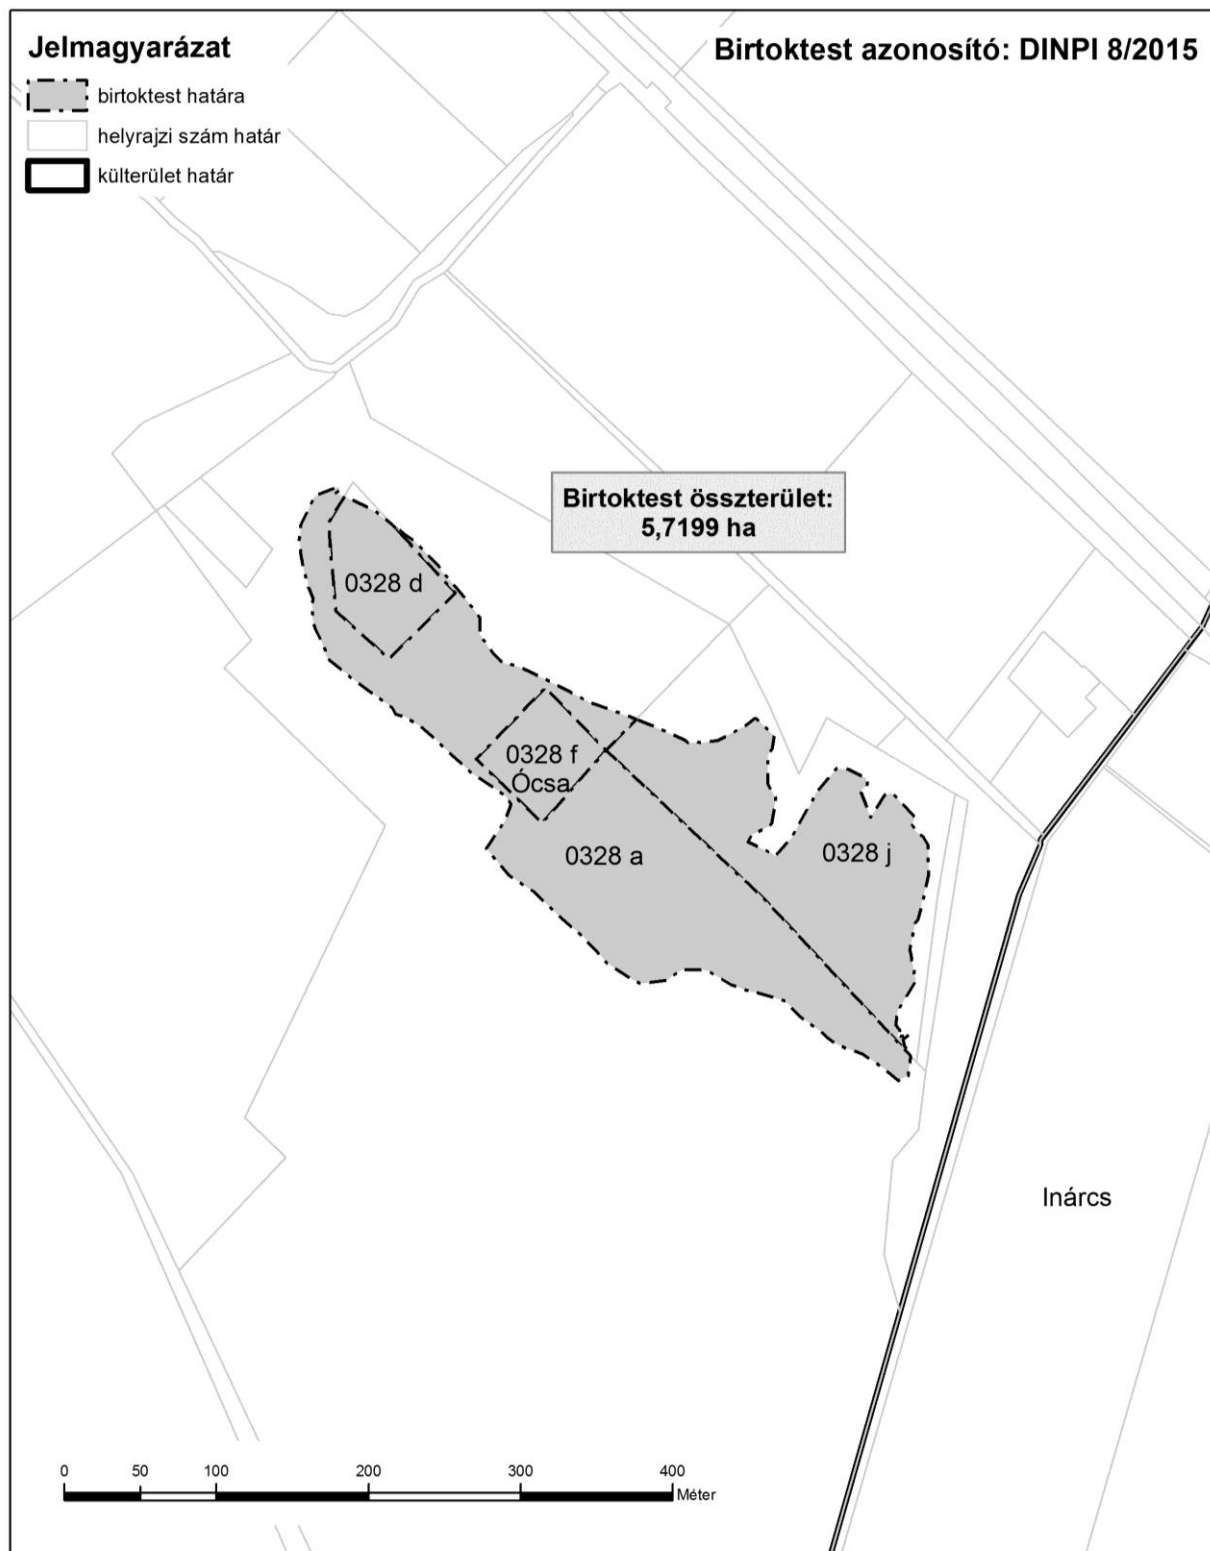 Jelmagyarázat
birtoktest határa
helyrajzi szám határ
külterület határ
Birtoktest azonosító: DINPI 8/2015
Birtoktest összterület:
5,7199 ha
0328 d
0328 f
Ócsa
0328 a
0328 j
Inárcs
0 50 100 200 300 400
Méter